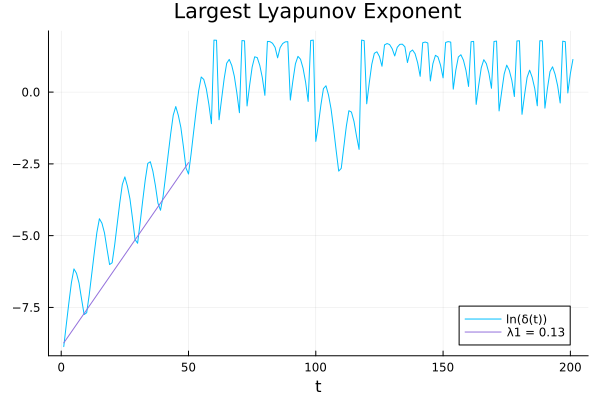 Largest Lyapunov Exponent
0.0
−2.5
−5.0
−7.5
ln(δ(t))
λ1 = 0.13
0 50 100 150 200
t